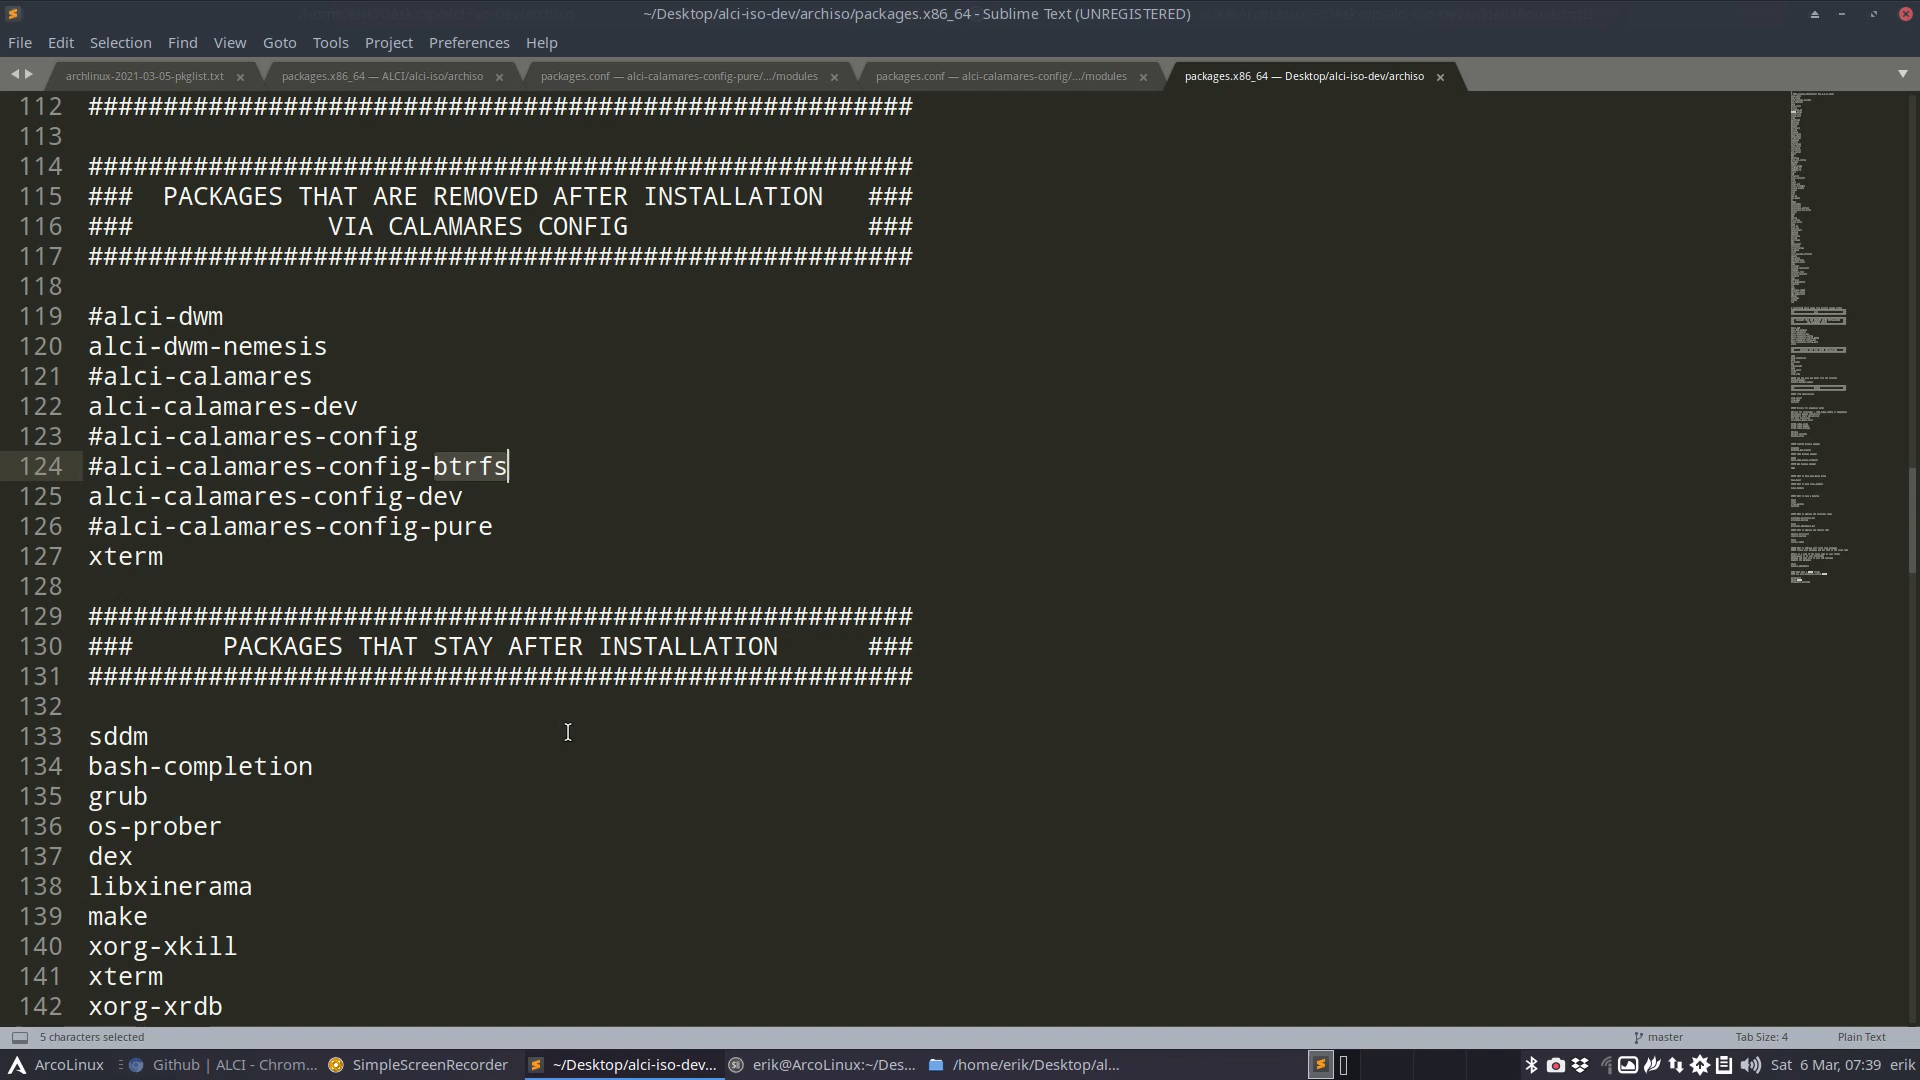 ~/Desktop/alci-iso-dev/archiso/packages.x86_64 - Sublime Text (UNREGISTERED)
File Edit Selection Find View Goto Tools Project Preferences Help
archlinux-2021-03-05-pkglist.txt packages.x86_64 — ALCI/alci-iso/archiso packages.conf — alci-calamares-config-pure/.../modules packages.conf — alci-calamares-config/.../modules packages.x86_64 — Desktop/alci-iso-dev/archiso
112 #######################################################
113
114 #######################################################
115 ###  PACKAGES THAT ARE REMOVED AFTER INSTALLATION   ###
116 ###             VIA CALAMARES CONFIG                ###
117 #######################################################
118
119 #alci-dwm
120 alci-dwm-nemesis
121 #alci-calamares
122 alci-calamares-dev
123 #alci-calamares-config
124 #alci-calamares-config-btrfs
125 alci-calamares-config-dev
126 #alci-calamares-config-pure
127 xterm
128
129 #######################################################
130 ###      PACKAGES THAT STAY AFTER INSTALLATION      ###
131 #######################################################
132
133 sddm
134 bash-completion
135 grub
136 os-prober
137 dex
138 libxinerama
139 make
140 xorg-xkill
141 xterm
142 xorg-xrdb
5 characters selected master Tab Size: 4 Plain Text
ArcoLinux Github | ALCI - Chrom... SimpleScreenRecorder ~/Desktop/alci-iso-dev... erik@ArcoLinux:~/Des... /home/erik/Desktop/al... Sat 6 Mar, 07:39 erik